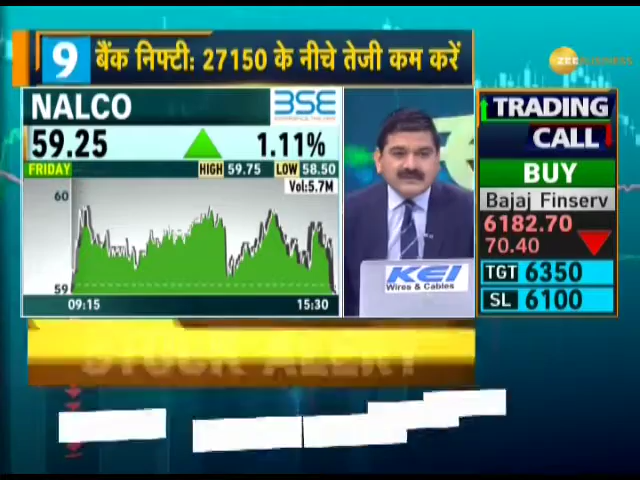 9 बैंक निफ्टी: 27150 के नीचे तेजी कम करें
ZEE BUSINESS
NALCO
BSE
59.25 1.11%
FRIDAY HIGH 59.75 LOW 58.50
Vol:5.7M
60
59
09:15 15:30
KEI
Wires & Cables
TRADING
CALL
BUY
Bajaj Finserv
6182.70
70.40
TGT 6350
SL 6100
STOCK ALERT